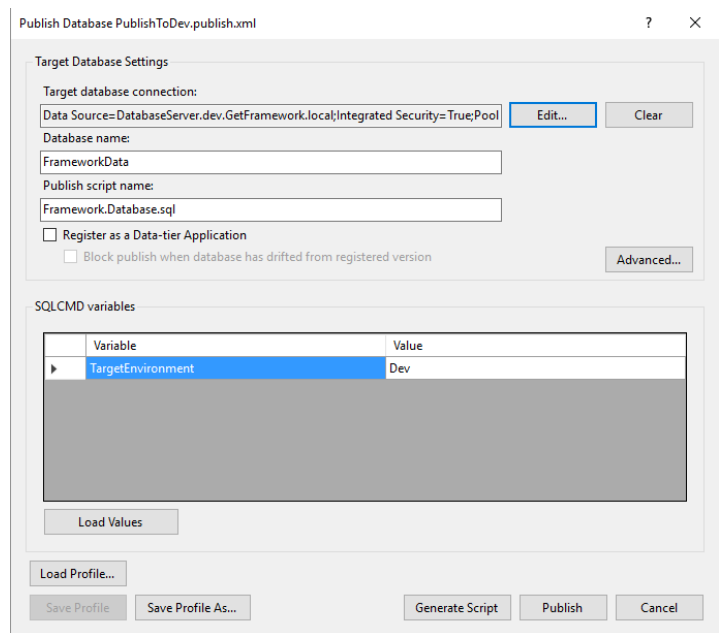 Publish Database PublishToDev.publish.xml ?
Target Database Settings
Target database connection:
Data Source=DatabaseServer.dev.GetFramework.local;Integrated Security=True;Pool Edit... Clear
Database name:
FrameworkData
Publish script name:
Framework.Database.sql
Register as a Data-tier Application
Block publish when database has drifted from registered version
Advanced...
SQLCMD variables
Variable Value
TargetEnvironment Dev
Load Values
Load Profile...
Save Profile Save Profile As... Generate Script Publish Cancel